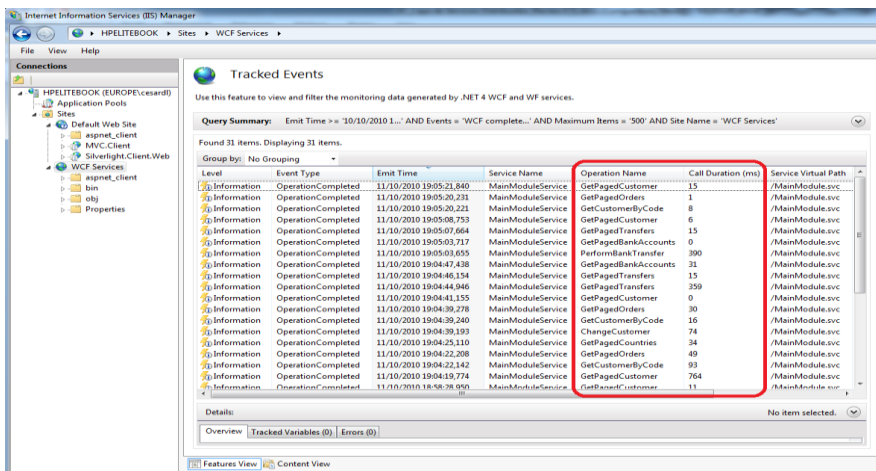 Internet Information Services (IIS) Manager
HPELITEBOOK ▸ Sites ▸ WCF Services ▸
File View Help
Connections
HPELITEBOOK (EUROPE\cesardl)
Application Pools
Sites
Default Web Site
aspnet_client
MVC.Client
Silverlight.Client.Web
WCF Services
aspnet_client
bin
obj
Properties
Tracked Events
Use this feature to view and filter the monitoring data generated by .NET 4 WCF and WF services.
Query Summary: Emit Time >= '10/10/2010 1...' AND Events = 'WCF complete...' AND Maximum Items = '500' AND Site Name = 'WCF Services'
Found 31 items. Displaying 31 items.
Group by: No Grouping
Level Event Type Emit Time Service Name Operation Name Call Duration (ms) Service Virtual Path
Information OperationCompleted 11/10/2010 19:05:21,840 MainModuleService GetPagedCustomer 15 /MainModule.svc
Information OperationCompleted 11/10/2010 19:05:20,231 MainModuleService GetPagedOrders 1 /MainModule.svc
Information OperationCompleted 11/10/2010 19:05:20,221 MainModuleService GetCustomerByCode 8 /MainModule.svc
Information OperationCompleted 11/10/2010 19:05:08,753 MainModuleService GetPagedCustomer 6 /MainModule.svc
Information OperationCompleted 11/10/2010 19:05:07,664 MainModuleService GetPagedTransfers 15 /MainModule.svc
Information OperationCompleted 11/10/2010 19:05:03,717 MainModuleService GetPagedBankAccounts 0 /MainModule.svc
Information OperationCompleted 11/10/2010 19:05:03,655 MainModuleService PerformBankTransfer 390 /MainModule.svc
Information OperationCompleted 11/10/2010 19:04:47,438 MainModuleService GetPagedBankAccounts 31 /MainModule.svc
Information OperationCompleted 11/10/2010 19:04:46,154 MainModuleService GetPagedTransfers 15 /MainModule.svc
Information OperationCompleted 11/10/2010 19:04:44,946 MainModuleService GetPagedTransfers 359 /MainModule.svc
Information OperationCompleted 11/10/2010 19:04:41,155 MainModuleService GetPagedCustomer 0 /MainModule.svc
Information OperationCompleted 11/10/2010 19:04:39,278 MainModuleService GetPagedOrders 30 /MainModule.svc
Information OperationCompleted 11/10/2010 19:04:39,240 MainModuleService GetCustomerByCode 16 /MainModule.svc
Information OperationCompleted 11/10/2010 19:04:39,193 MainModuleService ChangeCustomer 74 /MainModule.svc
Information OperationCompleted 11/10/2010 19:04:25,110 MainModuleService GetPagedCountries 34 /MainModule.svc
Information OperationCompleted 11/10/2010 19:04:22,208 MainModuleService GetPagedOrders 49 /MainModule.svc
Information OperationCompleted 11/10/2010 19:04:22,142 MainModuleService GetCustomerByCode 93 /MainModule.svc
Information OperationCompleted 11/10/2010 19:04:19,774 MainModuleService GetPagedCustomer 764 /MainModule.svc
Information OperationCompleted 11/10/2010 18:58:28,950 MainModuleService GetPagedCustomer 11 /MainModule.svc
Details: No item selected.
Overview Tracked Variables (0) Errors (0)
Features View Content View